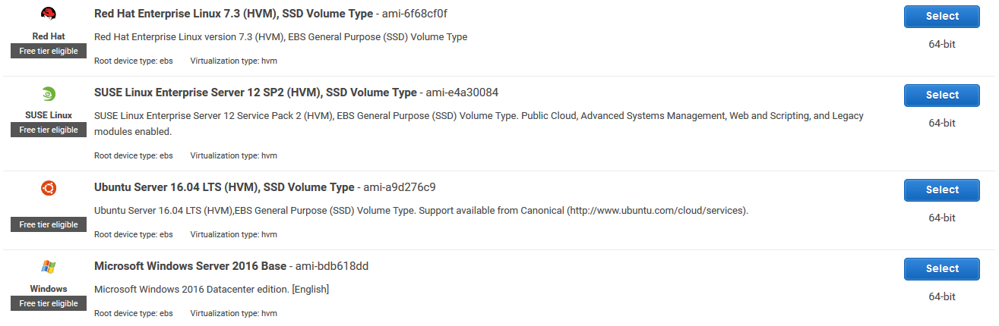 Red Hat Enterprise Linux 7.3 (HVM), SSD Volume Type - ami-6f68cf0f
Select
Red Hat
Red Hat Enterprise Linux version 7.3 (HVM), EBS General Purpose (SSD) Volume Type
64-bit
Free tier eligible
Root device type: ebs Virtualization type: hvm
SUSE Linux Enterprise Server 12 SP2 (HVM), SSD Volume Type - ami-e4a30084
Select
SUSE Linux
SUSE Linux Enterprise Server 12 Service Pack 2 (HVM), EBS General Purpose (SSD) Volume Type. Public Cloud, Advanced Systems Management, Web and Scripting, and Legacy
64-bit
Free tier eligible
modules enabled.
Root device type: ebs Virtualization type: hvm
Ubuntu Server 16.04 LTS (HVM), SSD Volume Type - ami-a9d276c9
Select
Ubuntu Server 16.04 LTS (HVM),EBS General Purpose (SSD) Volume Type. Support available from Canonical (http://www.ubuntu.com/cloud/services).
64-bit
Free tier eligible
Root device type: ebs Virtualization type: hvm
Microsoft Windows Server 2016 Base - ami-bdb618dd
Select
Windows
Microsoft Windows 2016 Datacenter edition. [English]
64-bit
Free tier eligible
Root device type: ebs Virtualization type: hvm